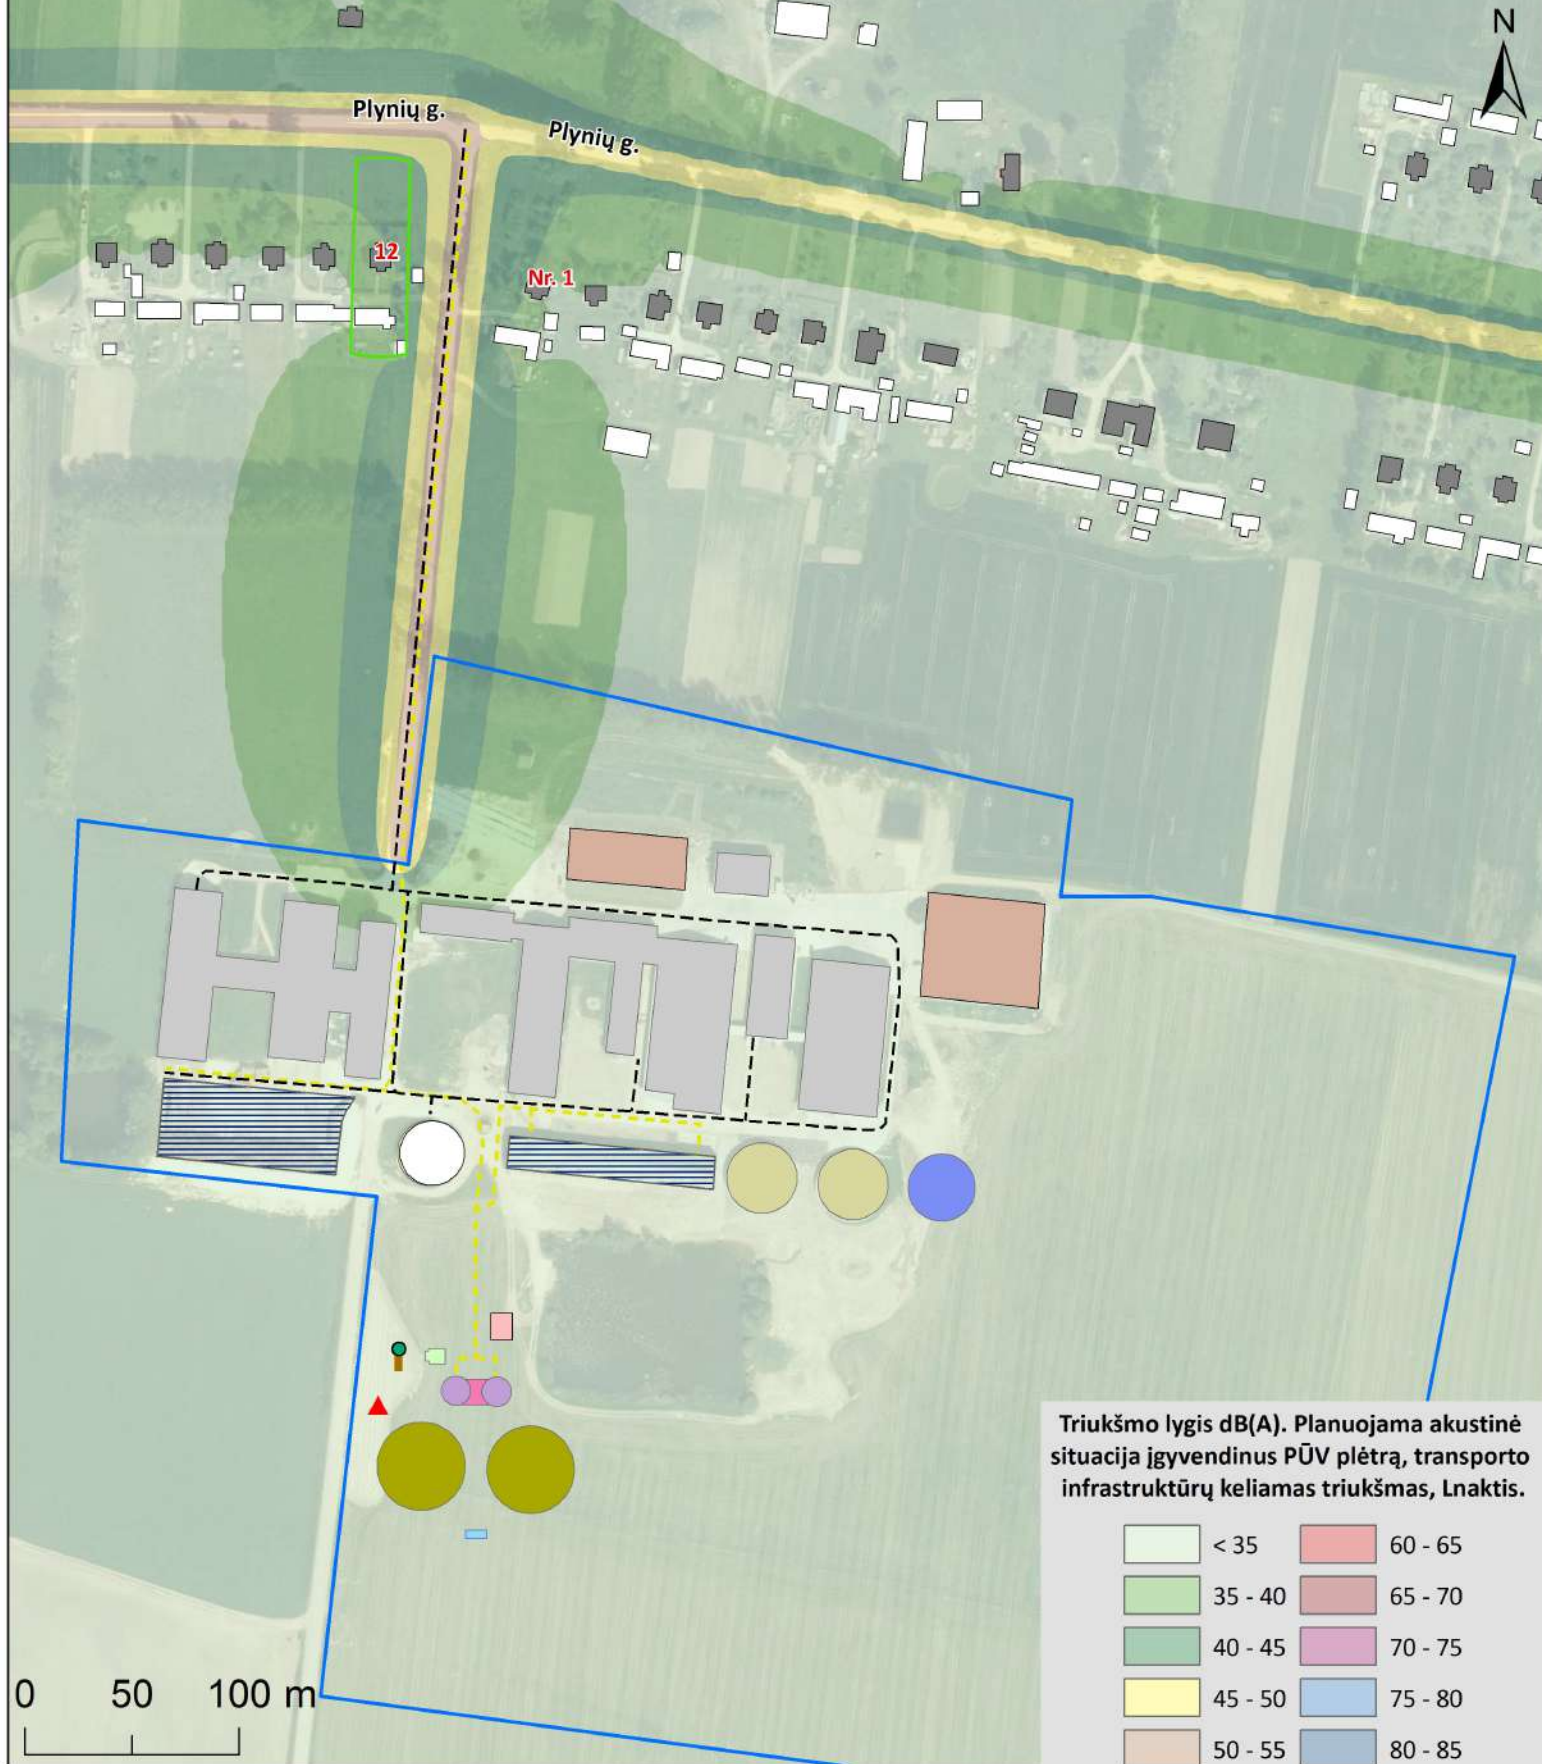 N
Plynių g.
Plynių g.
12
Nr. 1
Triukšmo lygis dB(A). Planuojama akustinė
situacija įgyvendinus PŪV plėtrą, transporto
infrastruktūrų keliamas triukšmas, Lnaktis.
< 35 60 - 65
35 - 40 65 - 70
40 - 45 70 - 75
45 - 50 75 - 80
50 - 55 80 - 85
0 50 100 m